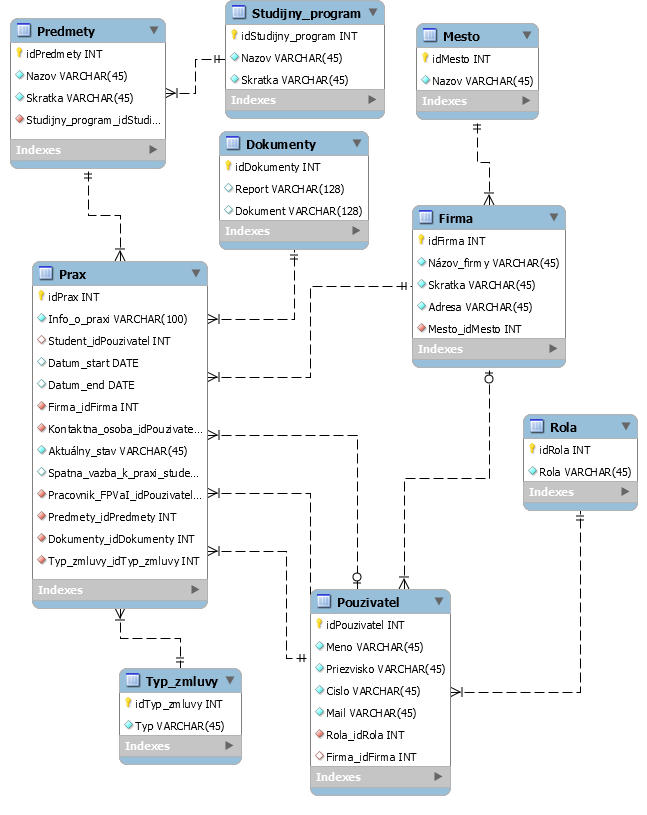 Predmety
idPredmety INT
Nazov VARCHAR(45)
Skratka VARCHAR(45)
Studijny_program_idStudi...
Indexes
Studijny_program
idStudijny_program INT
Nazov VARCHAR(45)
Skratka VARCHAR(45)
Indexes
Mesto
idMesto INT
Nazov VARCHAR(45)
Indexes
Dokumenty
idDokumenty INT
Report VARCHAR(128)
Dokument VARCHAR(128)
Indexes
Firma
idFirma INT
Názov_firmy VARCHAR(45)
Skratka VARCHAR(45)
Adresa VARCHAR(45)
Mesto_idMesto INT
Indexes
Prax
idPrax INT
Info_o_praxi VARCHAR(100)
Student_idPouzivatel INT
Datum_start DATE
Datum_end DATE
Firma_idFirma INT
Kontaktna_osoba_idPouzivate...
Aktuálny_stav VARCHAR(45)
Spatna_vazba_k_praxi_stude...
Pracovnik_FPVaI_idPouzivatel...
Predmety_idPredmety INT
Dokumenty_idDokumenty INT
Typ_zmluvy_idTyp_zmluvy INT
Indexes
Rola
idRola INT
Rola VARCHAR(45)
Indexes
Pouzivatel
idPouzivatel INT
Meno VARCHAR(45)
Priezvisko VARCHAR(45)
Cislo VARCHAR(45)
Mail VARCHAR(45)
Rola_idRola INT
Firma_idFirma INT
Indexes
Typ_zmluvy
idTyp_zmluvy INT
Typ VARCHAR(45)
Indexes